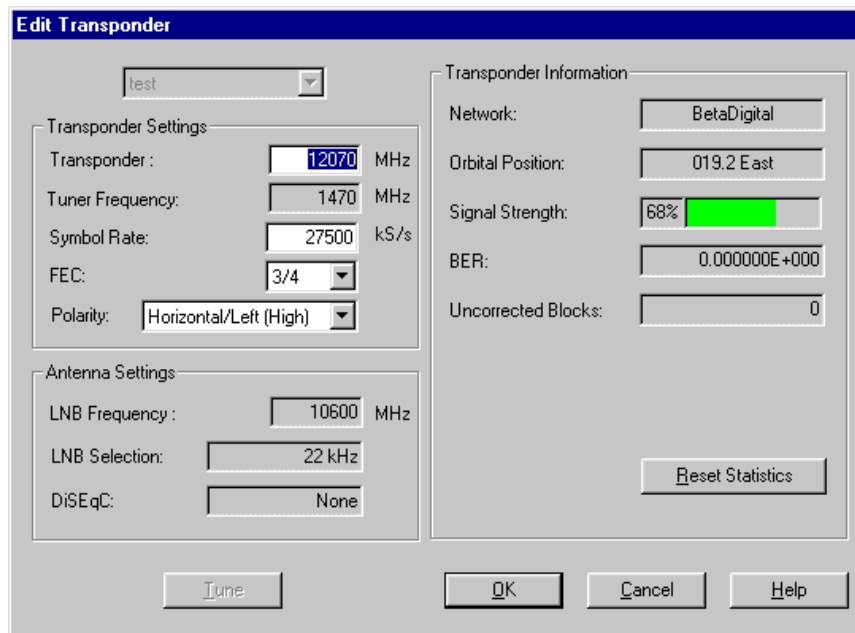 Edit Transponder
test
Transponder Settings
Transponder : 12070 MHz
Tuner Frequency: 1470 MHz
Symbol Rate: 27500 kS/s
FEC: 3/4
Polarity: Horizontal/Left (High)
Antenna Settings
LNB Frequency : 10600 MHz
LNB Selection: 22 kHz
DiSEqC: None
Transponder Information
Network: BetaDigital
Orbital Position: 019.2 East
Signal Strength: 68%
BER: 0.000000E+000
Uncorrected Blocks: 0
Reset Statistics
Tune
OK
Cancel
Help